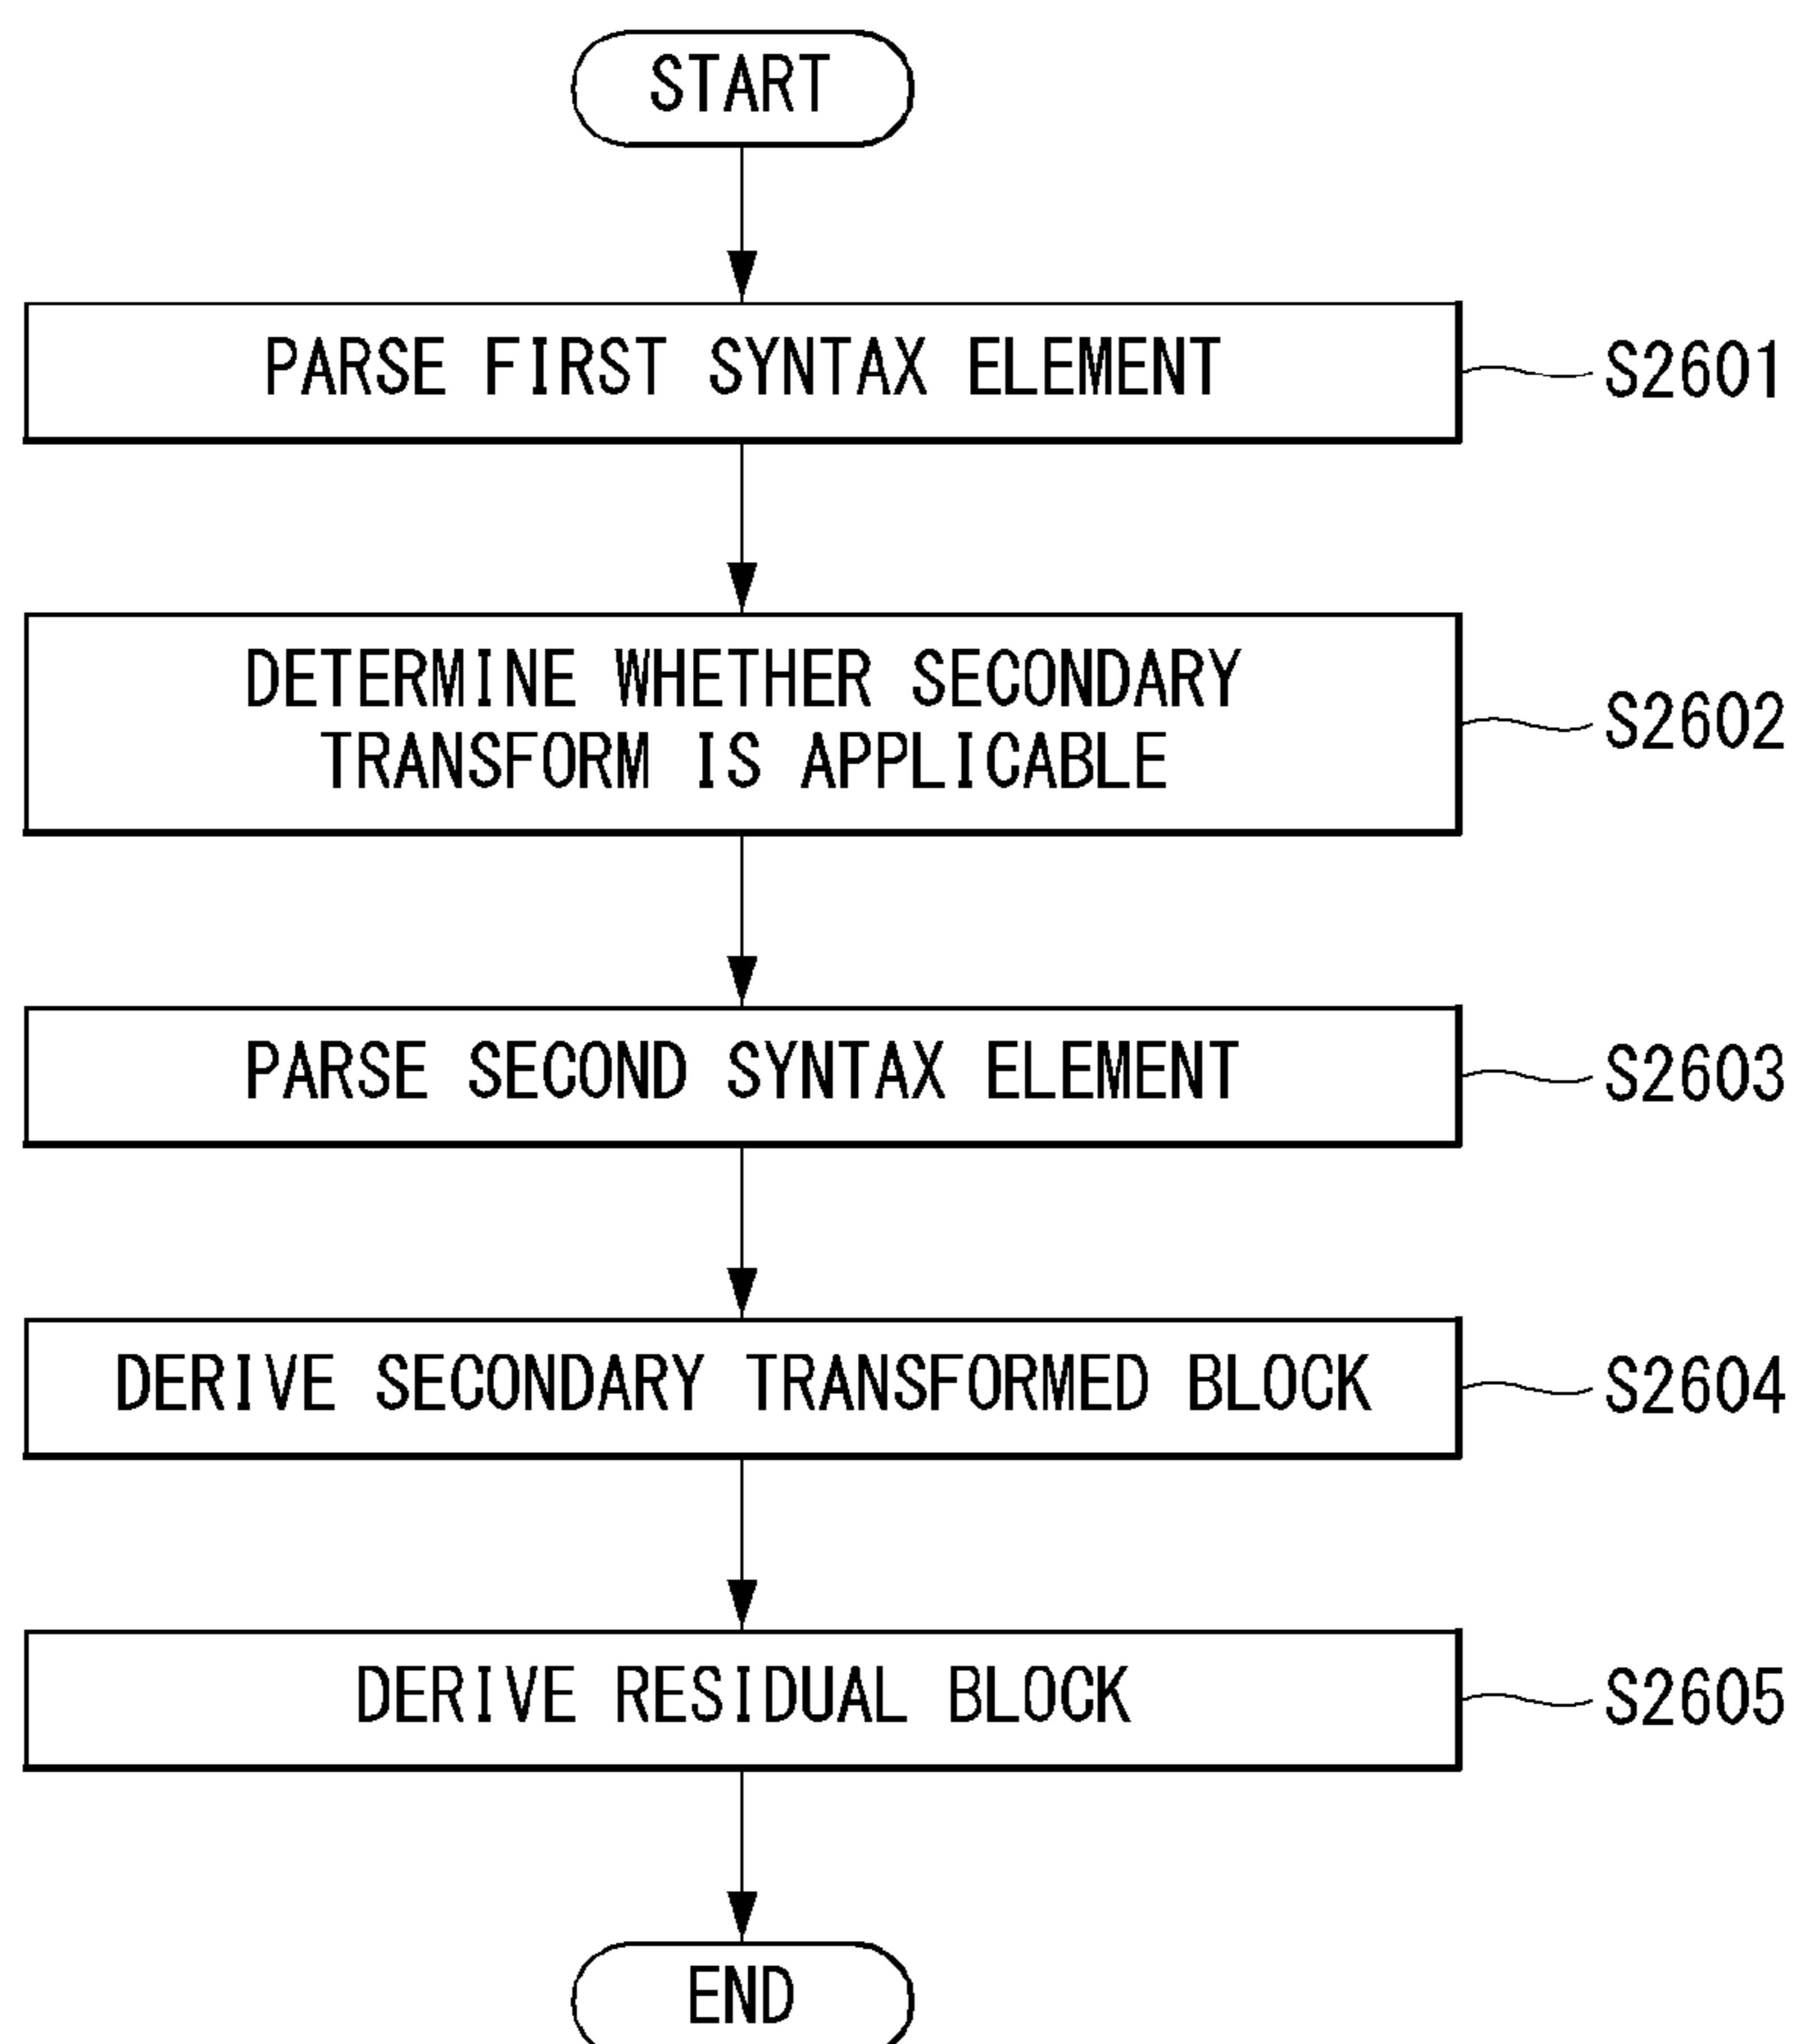 START
PARSE FIRST SYNTAX ELEMENT
S2601
DETERMINE WHETHER SECONDARY
TRANSFORM IS APPLICABLE
S2602
PARSE SECOND SYNTAX ELEMENT
S2603
DERIVE SECONDARY TRANSFORMED BLOCK
S2604
DERIVE RESIDUAL BLOCK
S2605
END